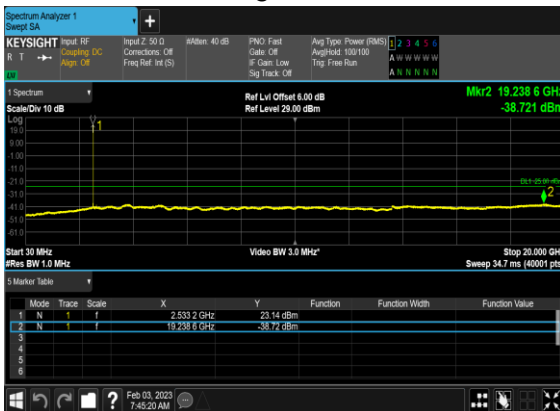 Spectrum Analyzer 1
Swept SA
KEYSIGHT
R T
LV
Input: RF
Coupling: DC
Align: Off
Input Z: 50 Ω
Corrections: Off
Freq Ref: Int (S)
#Atten: 40 dB
PNO: Fast
Gate: Off
IF Gain: Low
Sig Track: Off
Avg Type: Power (RMS)
Avg|Hold: 100/100
Trig: Free Run
1 2 3 4 5 6
A W W W W W
A N N N N N
1 Spectrum
Scale/Div 10 dB
Ref Lvl Offset 6.00 dB
Ref Level 29.00 dBm
Mkr2 19.238 6 GHz
-38.721 dBm
Log
19.0
9.00
-1.00
-11.0
-21.0
-31.0
-41.0
-51.0
-61.0
1
2
Start 30 MHz
#Res BW 1.0 MHz
Video BW 3.0 MHz*
Stop 20.000 GHz
Sweep 34.7 ms (40001 pts)
5 Marker Table
Mode Trace Scale X Y Function Function Width Function Value
1 N 1 f 2.533 2 GHz 23.14 dBm
2 N 1 f 19.238 6 GHz -38.72 dBm
3
4
5
6
?
Feb 03, 2023
7:45:20 AM